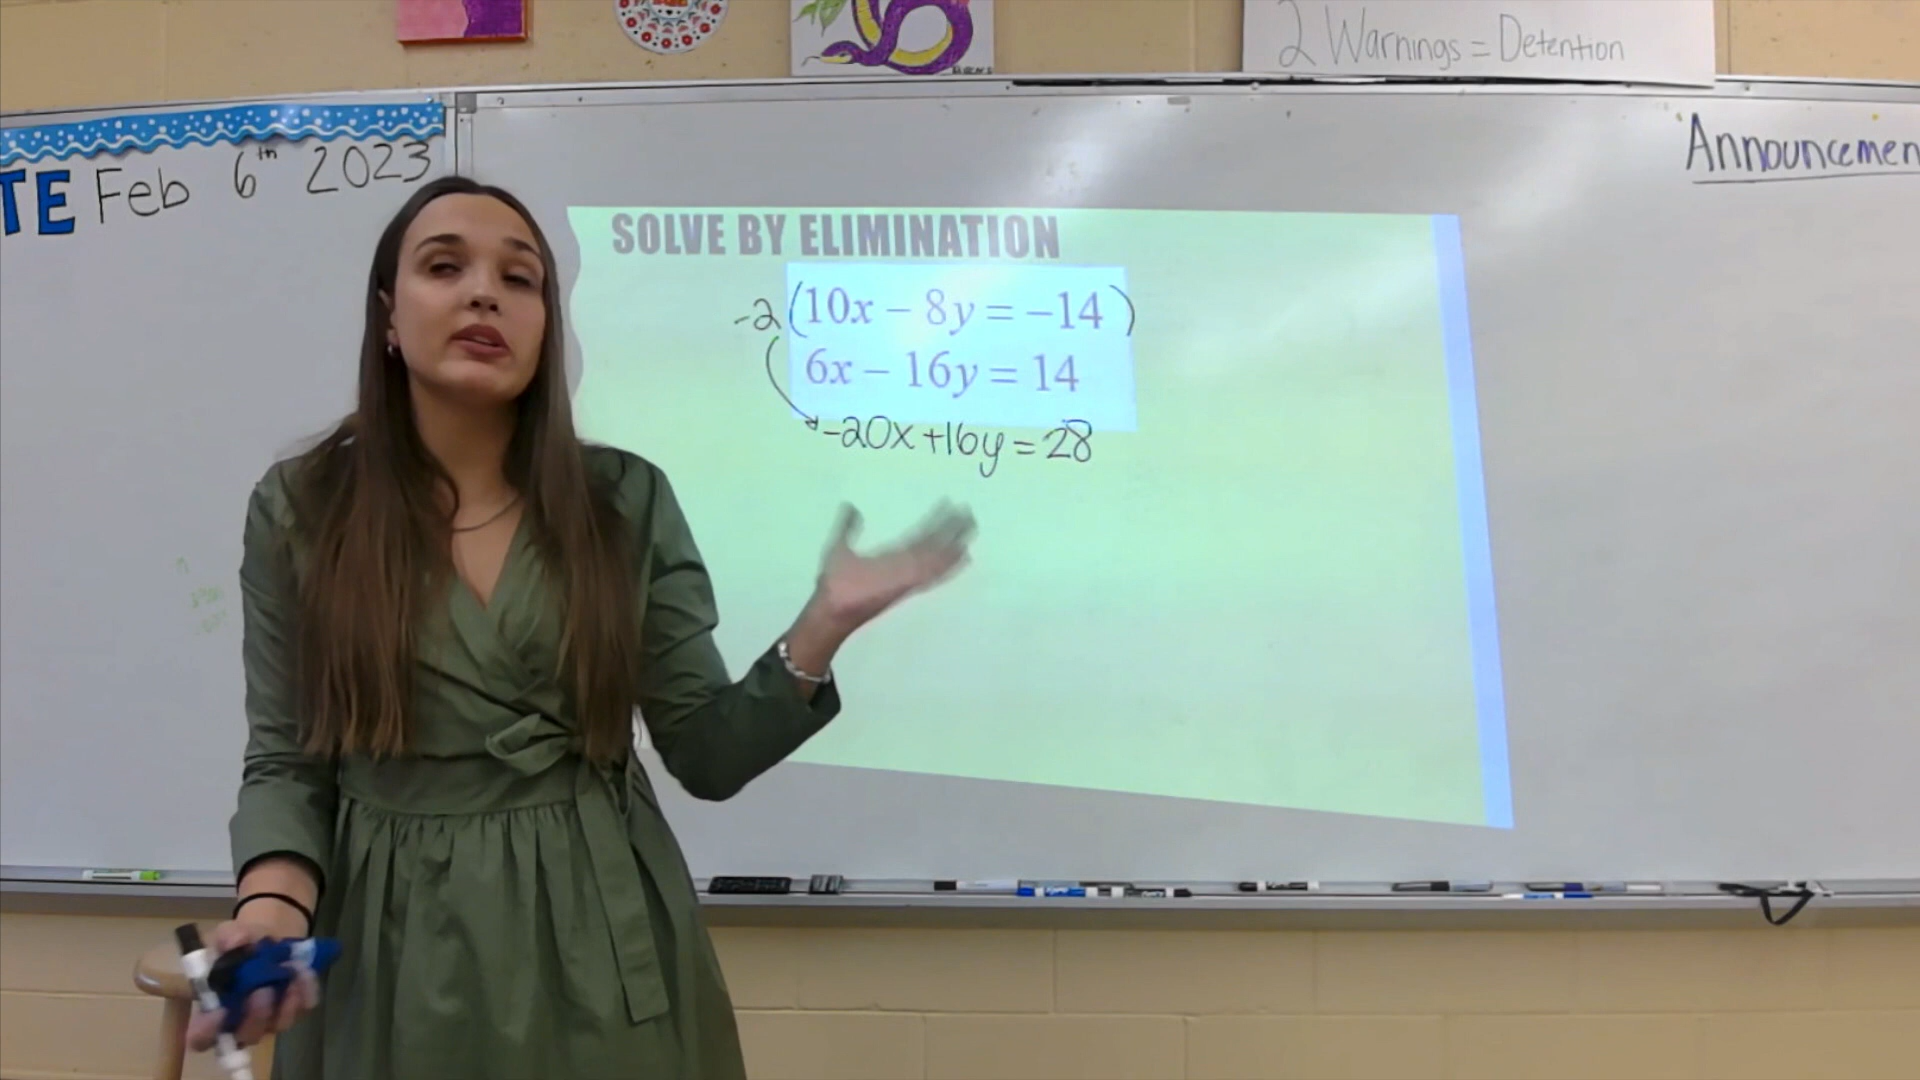 2 Warnings = Detention
TE Feb 6th 2023
Announcemen
SOLVE BY ELIMINATION
-2 (10x – 8y = –14 )
6x – 16y = 14
-20x +16y = 28